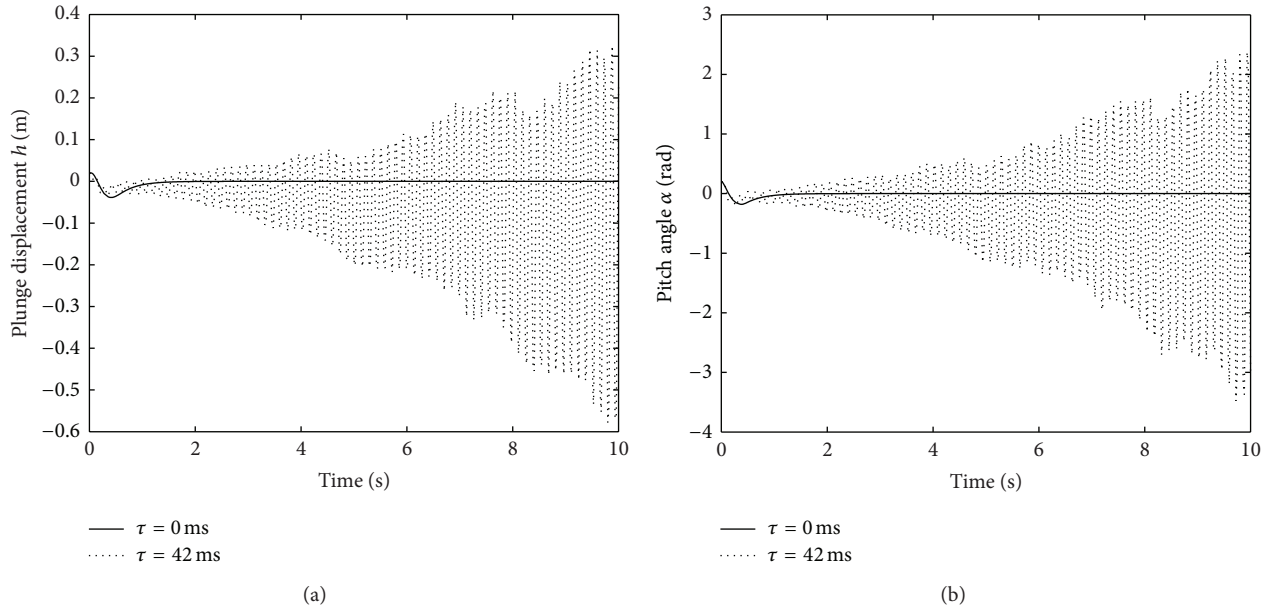 0.4
0.3
0.2
0.1
0
−0.1
−0.2
−0.3
−0.4
−0.5
−0.6
Plunge displacement h (m)
0 2 4 6 8 10
Time (s)
τ = 0 ms
τ = 42 ms
(a)
3
2
1
0
−1
−2
−3
−4
Pitch angle α (rad)
0 2 4 6 8 10
Time (s)
τ = 0 ms
τ = 42 ms
(b)